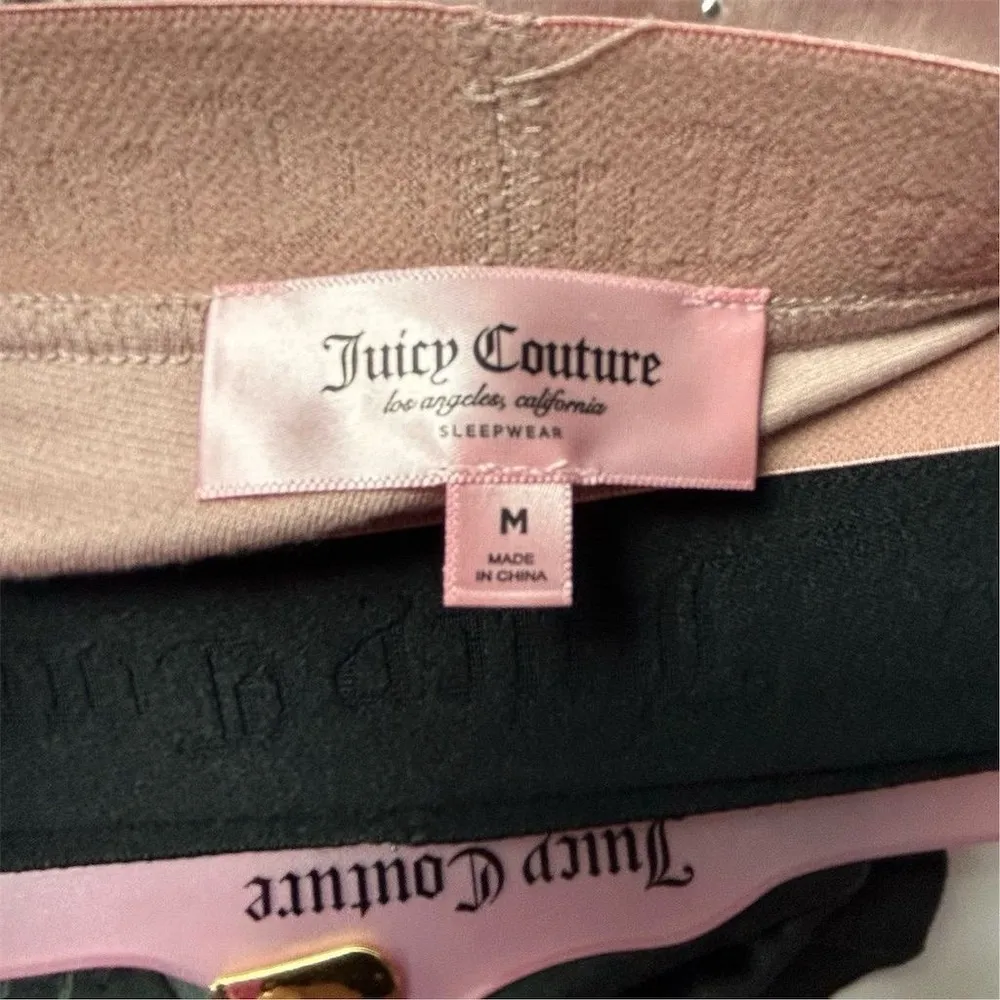 Juicy Couture
los angeles, california
SLEEPWEAR
M
MADE
IN CHINA
Juicy Couture